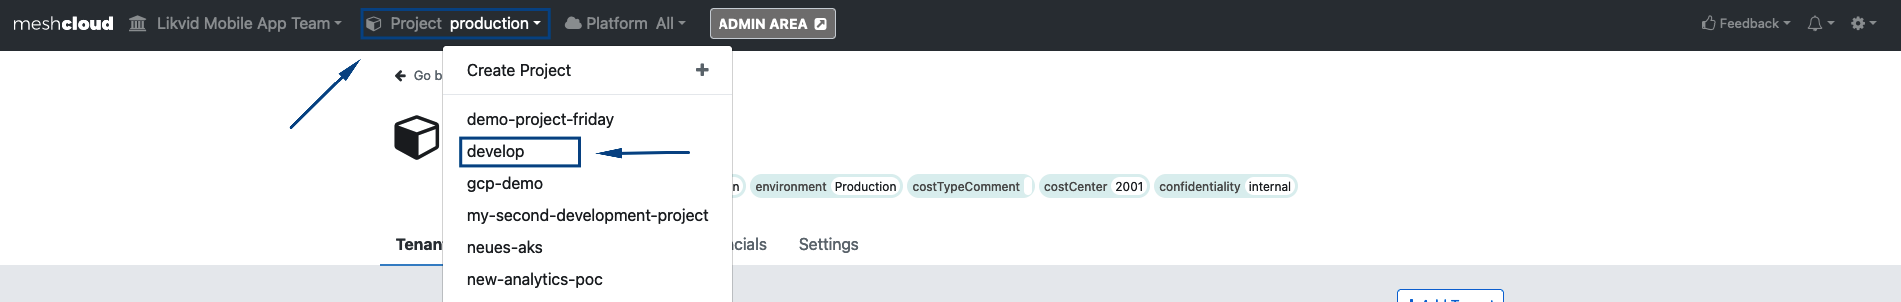 meshcloud Likvid Mobile App Team Project production Platform All ADMIN AREA Feedback
Create Project +
Go b
demo-project-friday
develop
gcp-demo
n environment Production costTypeComment costCenter 2001 confidentiality internal
my-second-development-project
Tenan ncials Settings
neues-aks
new-analytics-poc